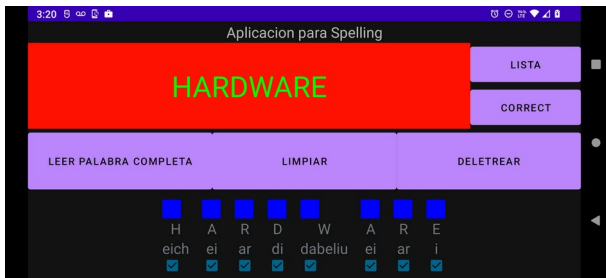 3:20
Aplicacion para Spelling
HARDWARE
LISTA
CORRECT
LEER PALABRA COMPLETA LIMPIAR DELETREAR
H A R D W A R E
eich ei ar di dabeliu ei ar i